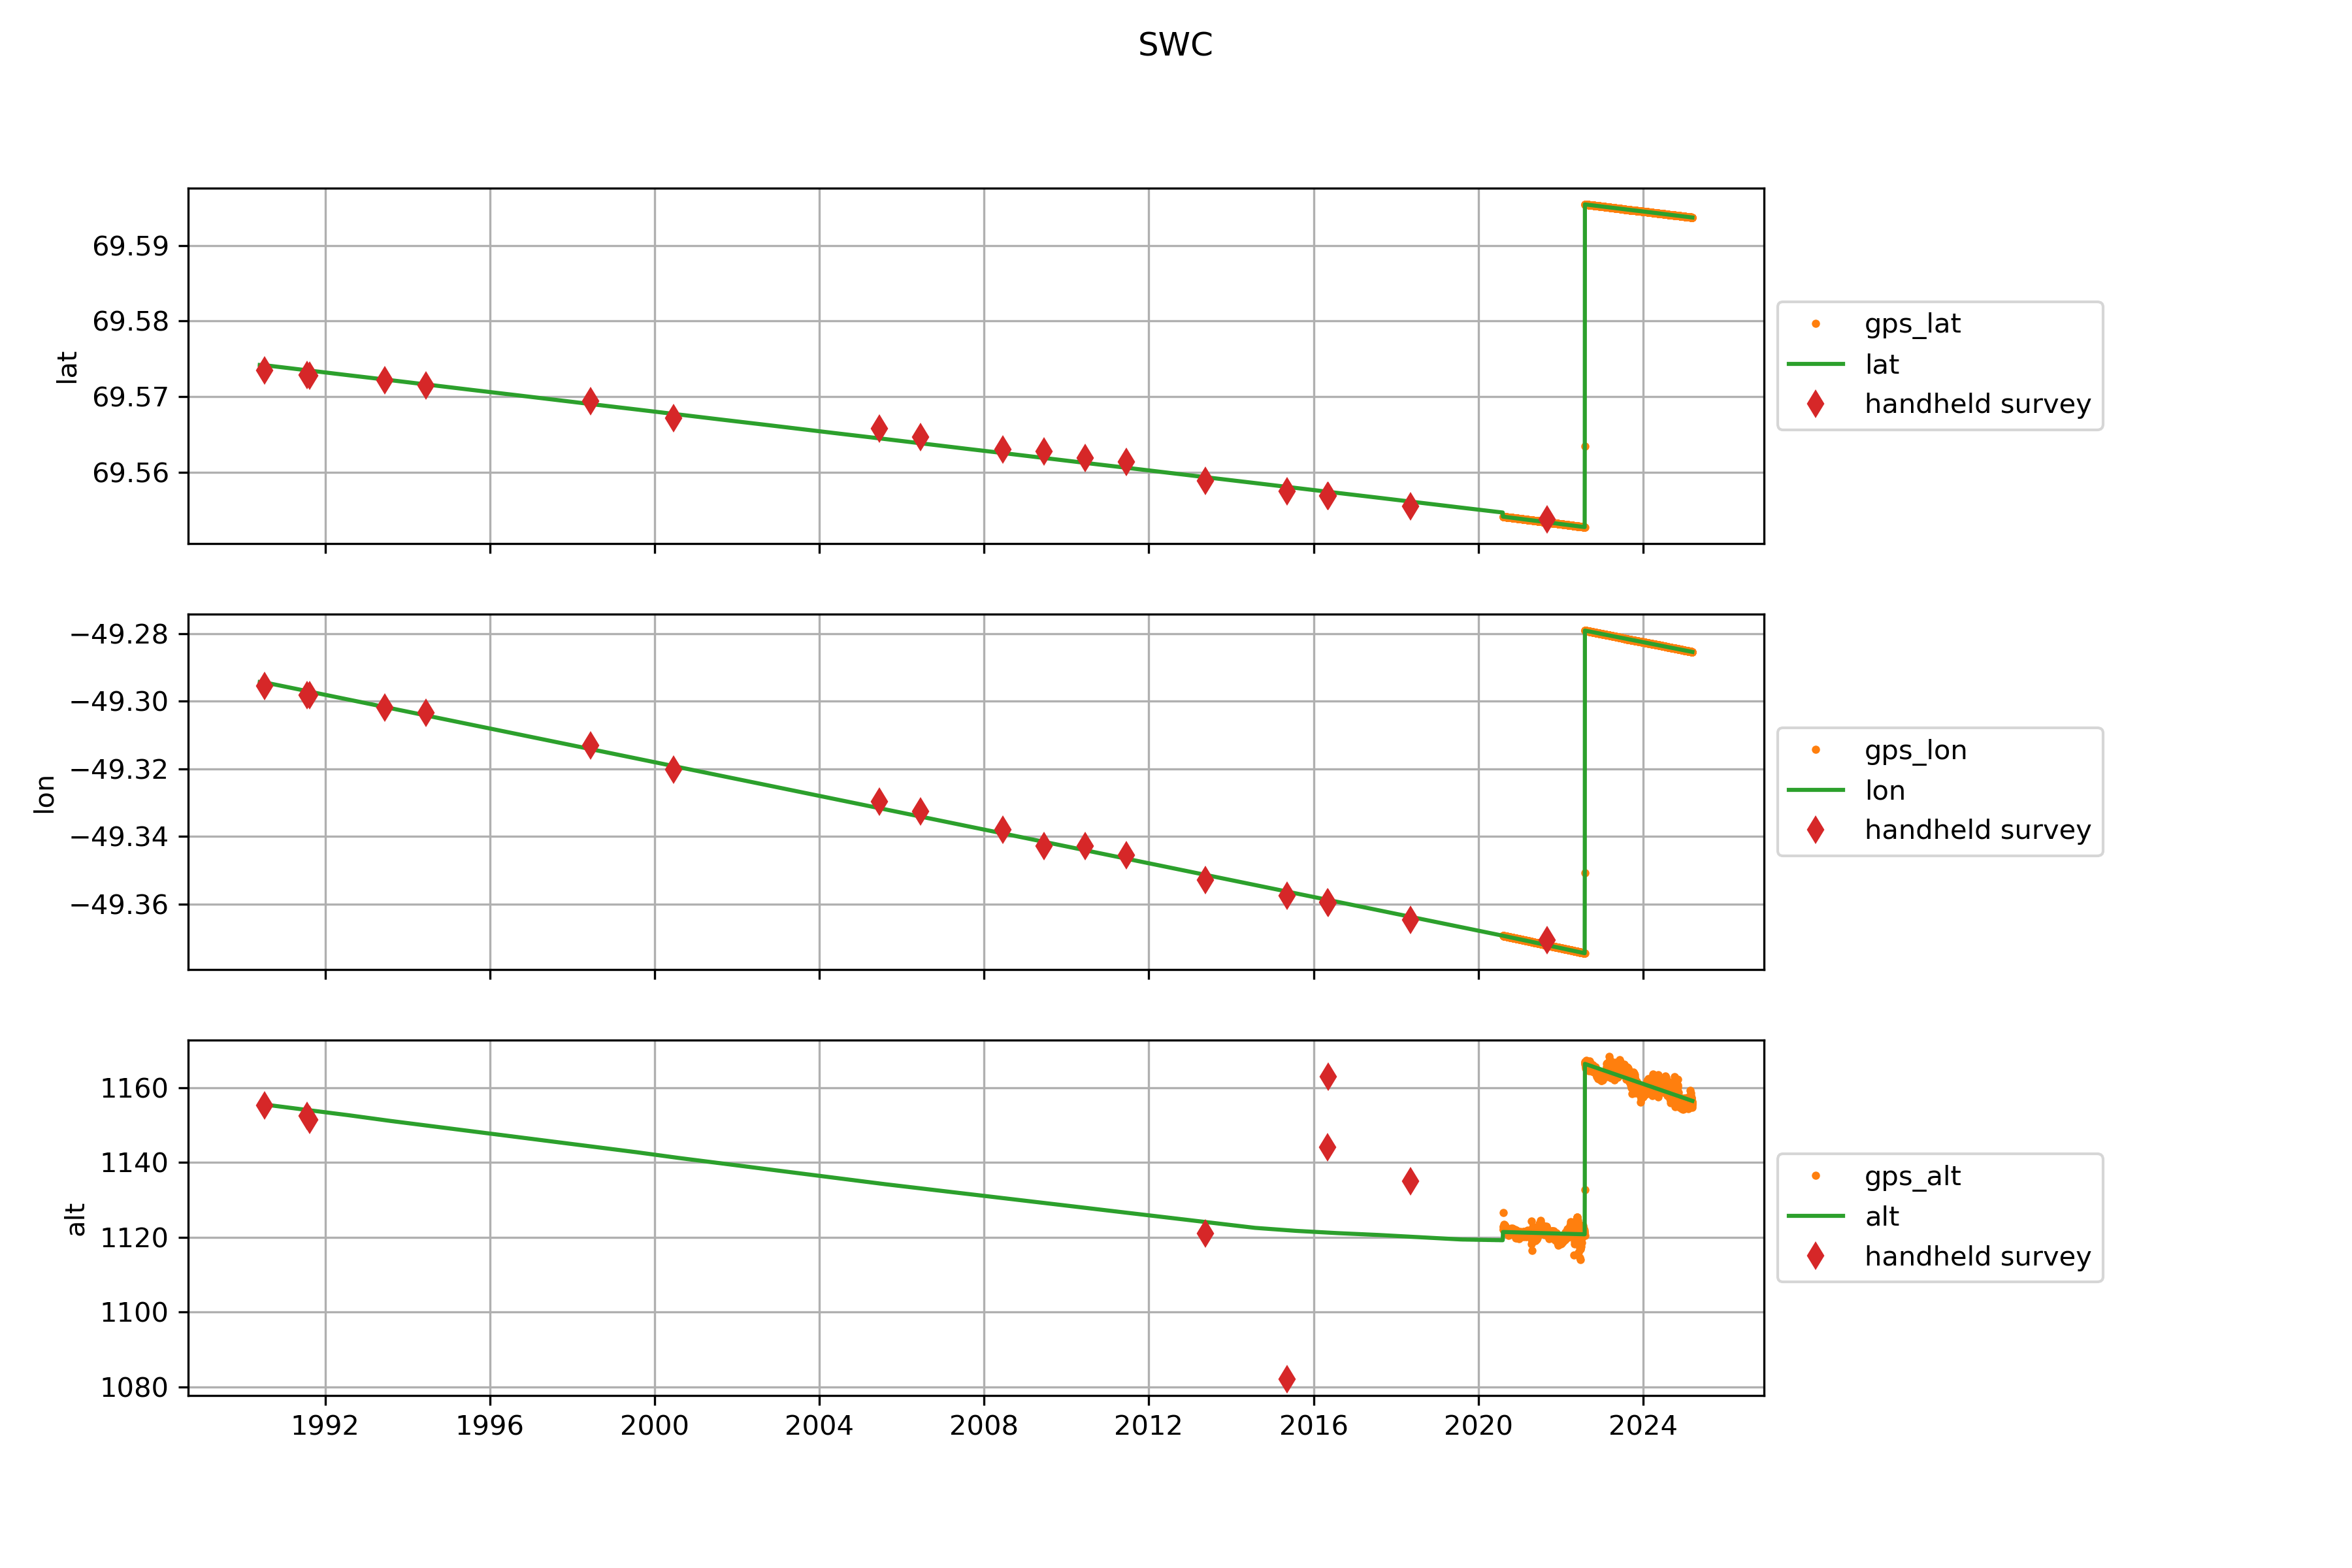 SWC
69.59
69.58
69.57
69.56
lat
gps_lat
lat
handheld survey
−49.28
−49.30
−49.32
−49.34
−49.36
lon
gps_lon
lon
handheld survey
1160
1140
1120
1100
1080
alt
gps_alt
alt
handheld survey
1992 1996 2000 2004 2008 2012 2016 2020 2024